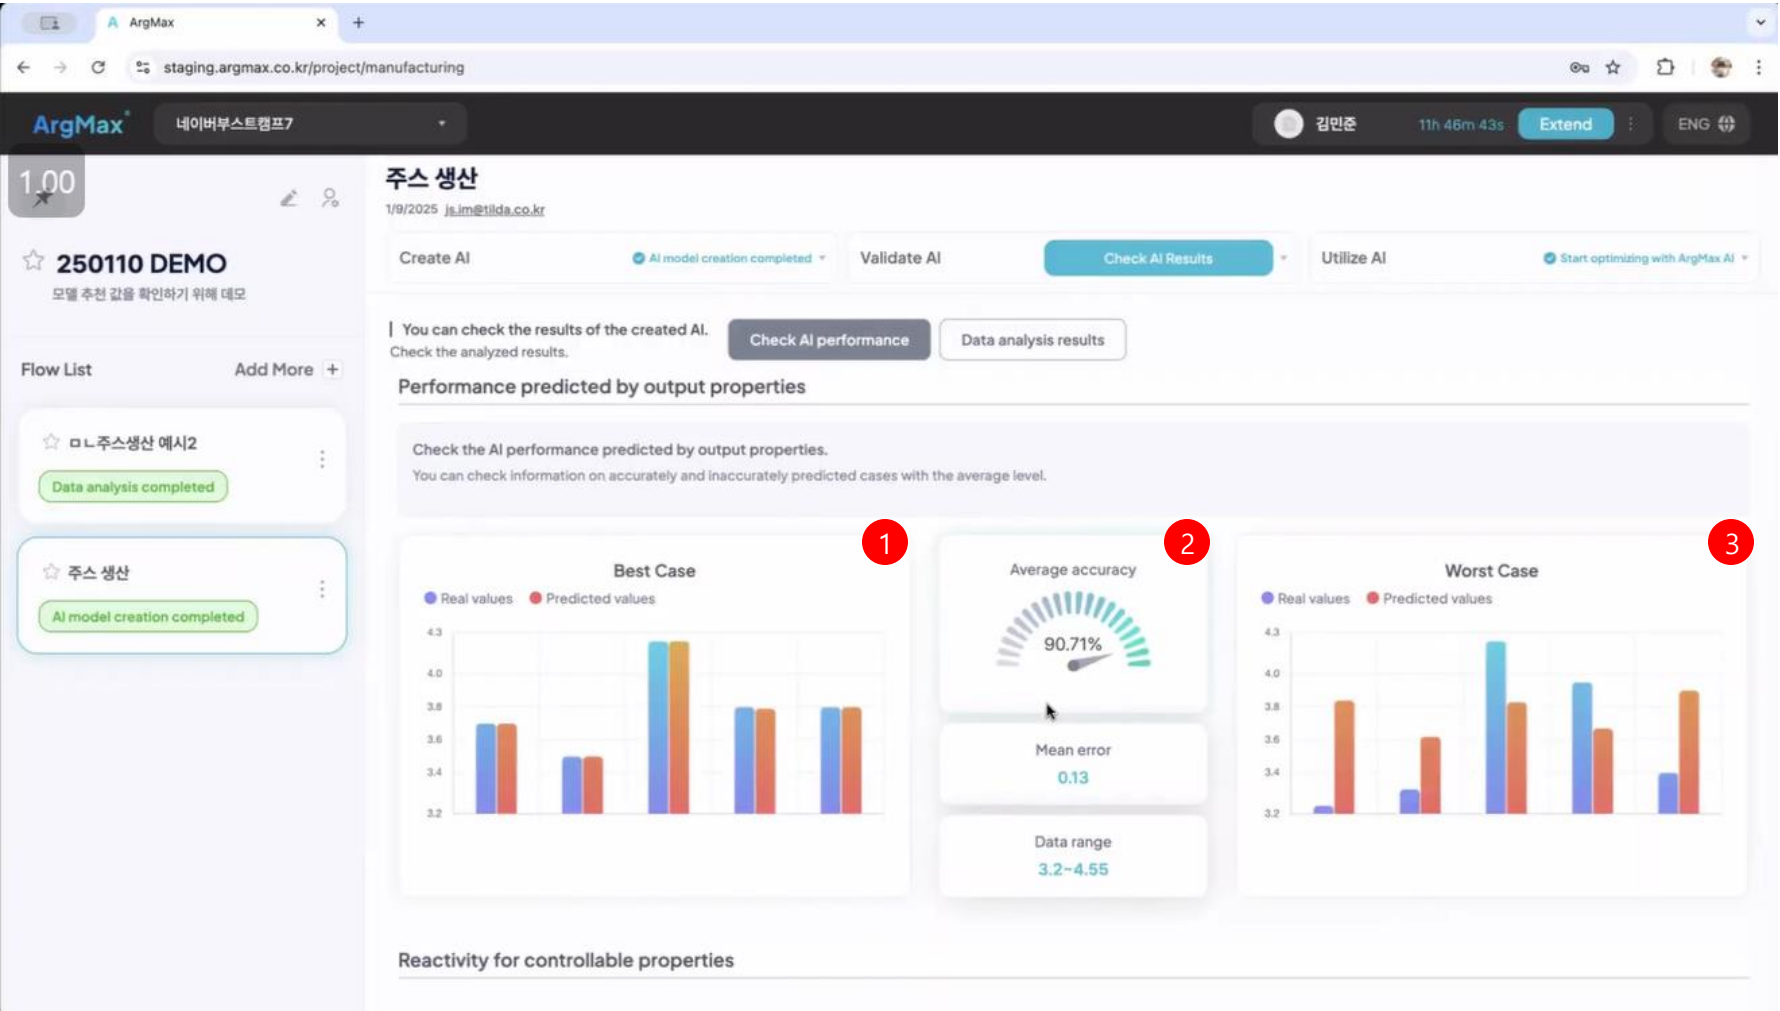 ArgMax
staging.argmax.co.kr/project/manufacturing
ArgMax
네이버부스트캠프7
김민준
11h 46m 43s
Extend
ENG
1.00
250110 DEMO
모델 추천 값을 확인하기 위해 데모
Flow List
Add More +
ㅁㄴ주스생산 예시2
Data analysis completed
주스 생산
AI model creation completed
주스 생산
1/9/2025 js.im@tilda.co.kr
Create AI
AI model creation completed
Validate AI
Check AI Results
Utilize AI
Start optimizing with ArgMax AI
You can check the results of the created AI.
Check the analyzed results.
Check AI performance
Data analysis results
Performance predicted by output properties
Check the AI performance predicted by output properties.
You can check information on accurately and inaccurately predicted cases with the average level.
1
Best Case
Real values
Predicted values
4.3
4.0
3.8
3.6
3.4
3.2
2
Average accuracy
90.71%
Mean error
0.13
Data range
3.2~4.55
3
Worst Case
Real values
Predicted values
4.3
4.0
3.8
3.6
3.4
3.2
Reactivity for controllable properties